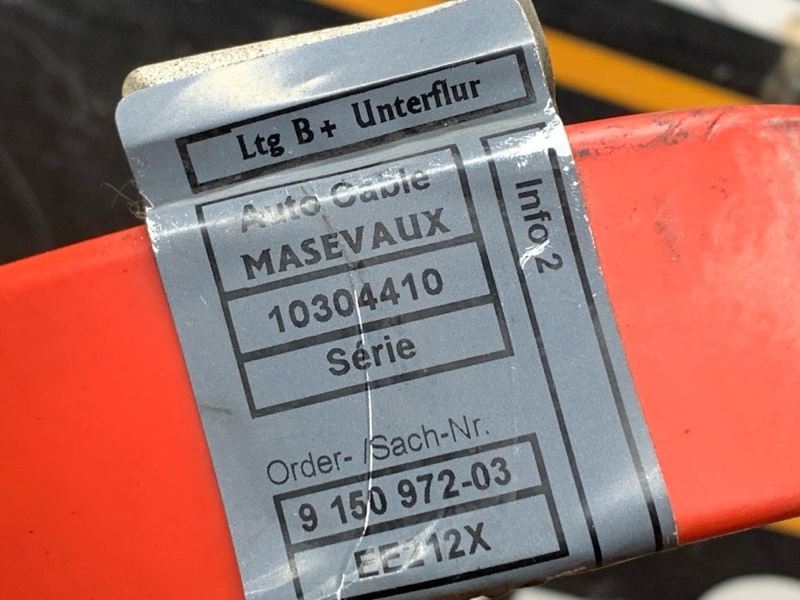 Ltg B+ Unterflur
Auto Cable
MASEVAUX
10304410
Série
Info 2
Order- /Sach-Nr.
9 150 972-03
EE212X